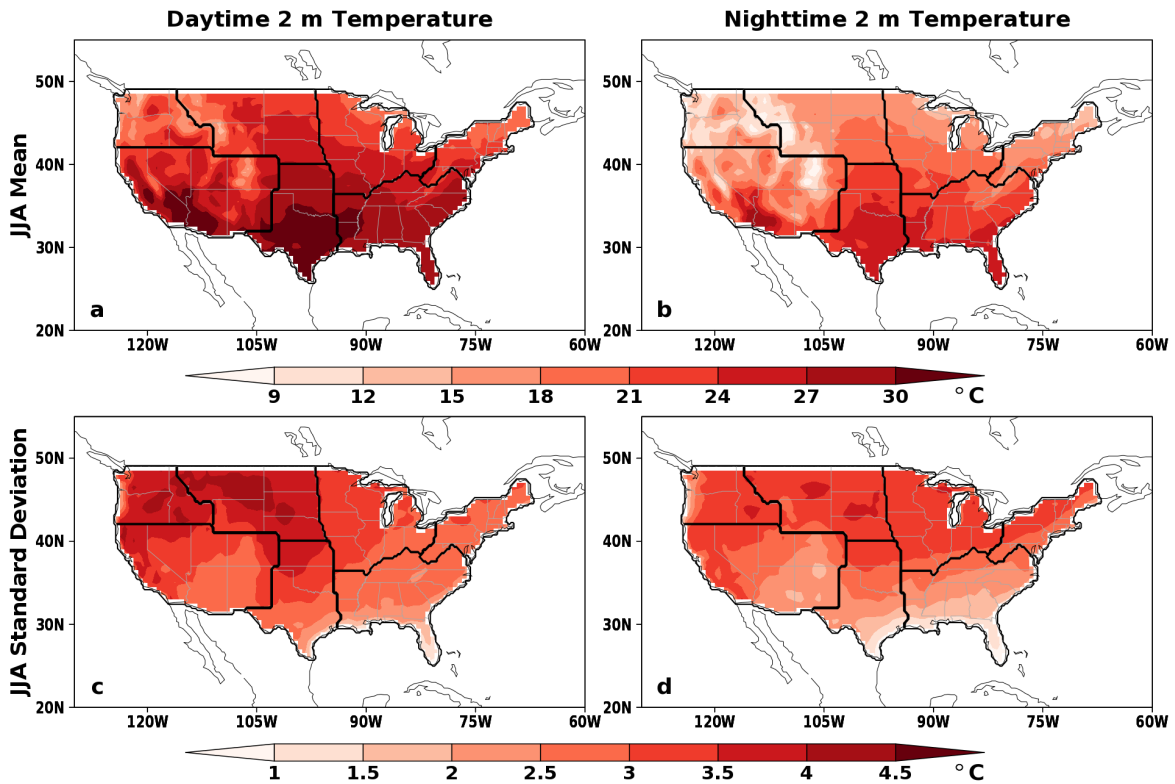 Daytime 2 m Temperature
Nighttime 2 m Temperature
JJA Mean
50N
40N
30N
20N
a
120W
105W
90W
75W
60W
50N
40N
30N
20N
b
120W
105W
90W
75W
60W
9 12 15 18 21 24 27 30 °C
JJA Standard Deviation
50N
40N
30N
20N
c
120W
105W
90W
75W
60W
50N
40N
30N
20N
d
120W
105W
90W
75W
60W
1 1.5 2 2.5 3 3.5 4 4.5 °C